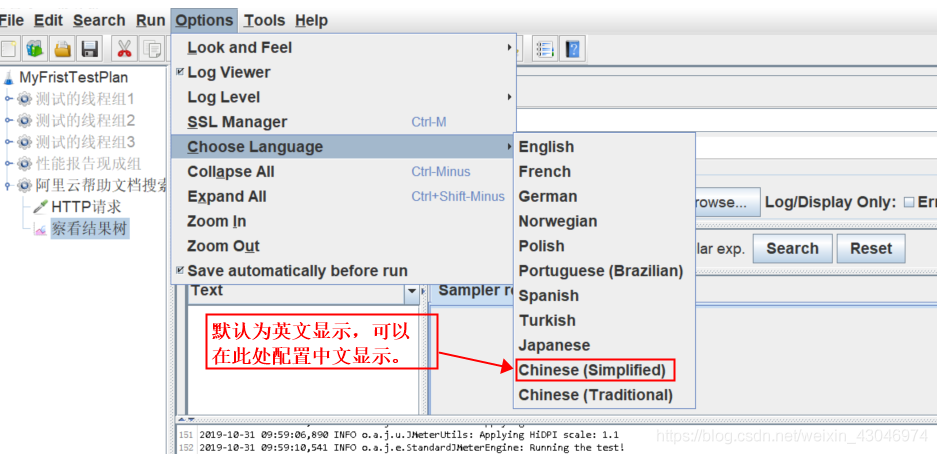 File Edit Search Run Options Tools Help
Look and Feel
Log Viewer
Log Level
SSL Manager Ctrl-M
Choose Language
Collapse All Ctrl-Minus
Expand All Ctrl+Shift-Minus
Zoom In
Zoom Out
Save automatically before run
English
French
German
Norwegian
Polish
Portuguese (Brazilian)
Spanish
Turkish
Japanese
Chinese (Simplified)
Chinese (Traditional)
MyFristTestPlan
测试的线程组1
测试的线程组2
测试的线程组3
性能报告现成组
阿里云帮助文档搜索
HTTP请求
察看结果树
rowse... Log/Display Only: Err
lar exp. Search Reset
Text Sampler re
默认为英文显示，可以
在此处配置中文显示。
151 2019-10-31 09:59:06,890 INFO o.a.j.u.JMeterUtils: Applying HiDPI scale: 1.1
152 2019-10-31 09:59:10,541 INFO o.a.j.e.StandardJMeterEngine: Running the test!
https://blog.csdn.net/weixin_43046974